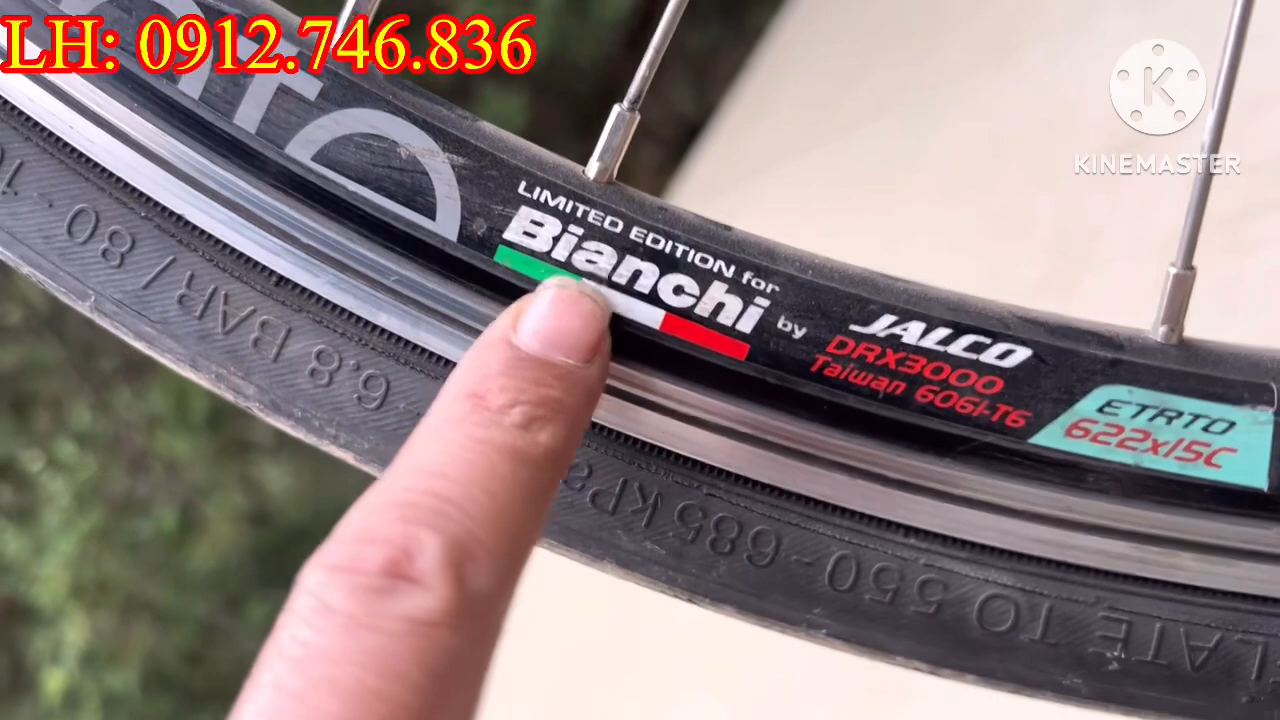 LH: 0912.746.836
KINEMASTER
LIMITED EDITION for
Bianchi by
JALCO
DRX3000
Taiwan 6061-T6
ETRTO
622x15C
6.8 BAR / 80
LATE TO 550 - 685 kPa